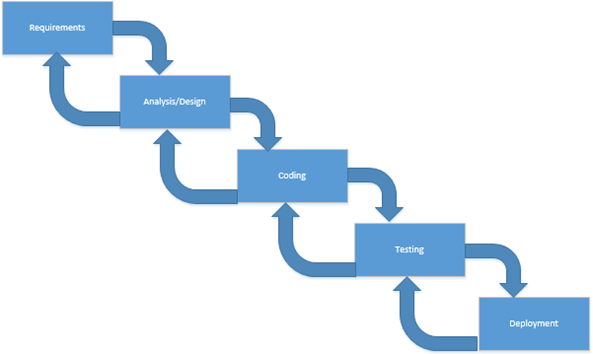 Requirements
Analysis/Design
Coding
Testing
Deployment